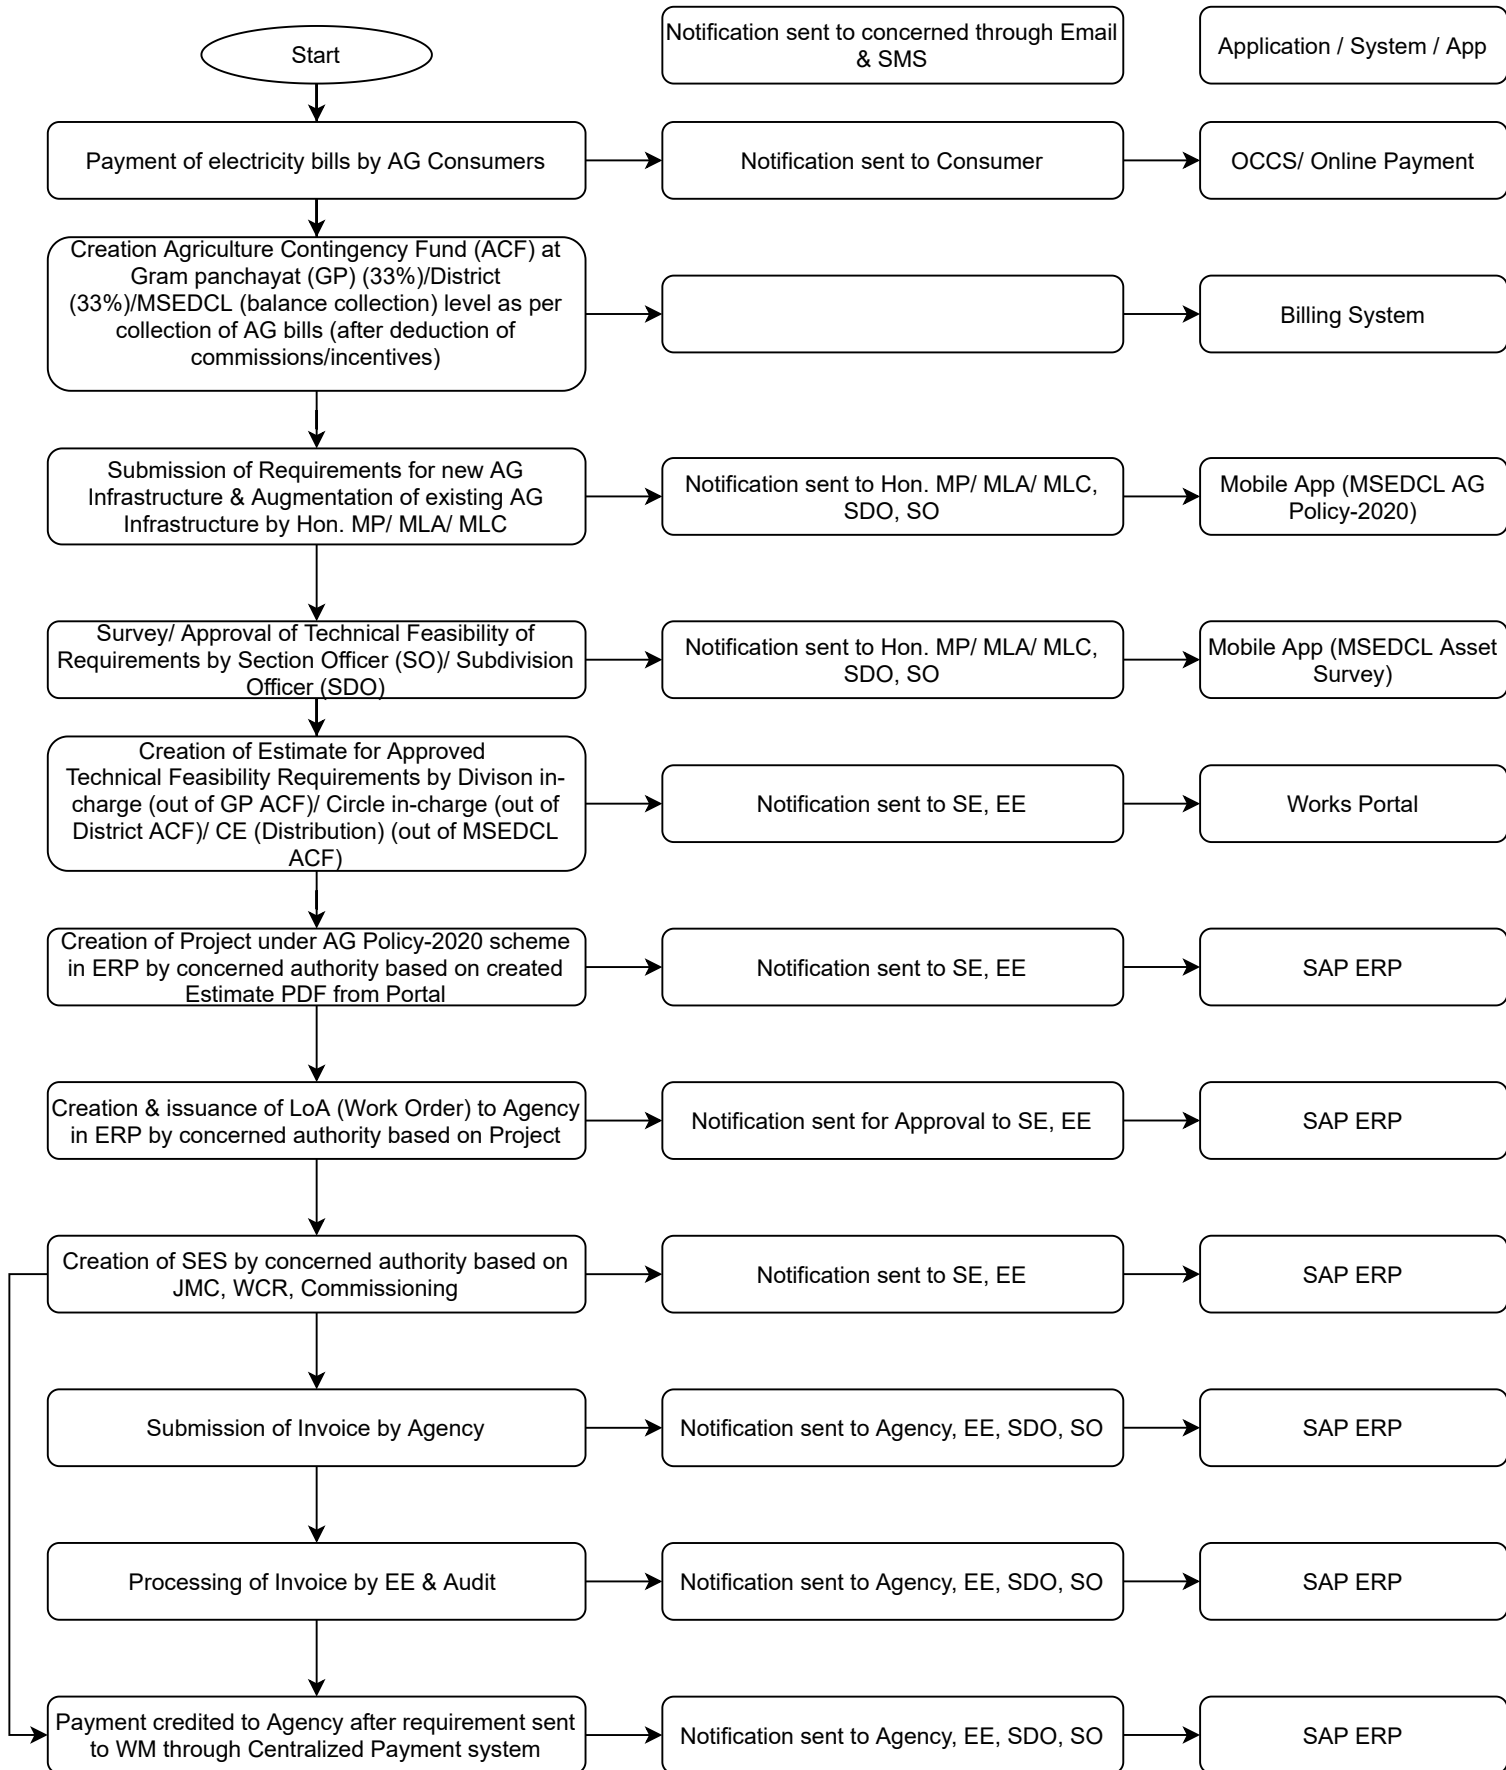 Start
Notification sent to concerned through Email
& SMS
Application / System / App
Payment of electricity bills by AG Consumers
Notification sent to Consumer
OCCS/ Online Payment
Creation Agriculture Contingency Fund (ACF) at
Gram panchayat (GP) (33%)/District
(33%)/MSEDCL (balance collection) level as per
collection of AG bills (after deduction of
commissions/incentives)
Billing System
Submission of Requirements for new AG
Infrastructure & Augmentation of existing AG
Infrastructure by Hon. MP/ MLA/ MLC
Notification sent to Hon. MP/ MLA/ MLC,
SDO, SO
Mobile App (MSEDCL AG
Policy-2020)
Survey/ Approval of Technical Feasibility of
Requirements by Section Officer (SO)/ Subdivision
Officer (SDO)
Notification sent to Hon. MP/ MLA/ MLC,
SDO, SO
Mobile App (MSEDCL Asset
Survey)
Creation of Estimate for Approved
Technical Feasibility Requirements by Divison in-
charge (out of GP ACF)/ Circle in-charge (out of
District ACF)/ CE (Distribution) (out of MSEDCL
ACF)
Notification sent to SE, EE
Works Portal
Creation of Project under AG Policy-2020 scheme
in ERP by concerned authority based on created
Estimate PDF from Portal
Notification sent to SE, EE
SAP ERP
Creation & issuance of LoA (Work Order) to Agency
in ERP by concerned authority based on Project
Notification sent for Approval to SE, EE
SAP ERP
Creation of SES by concerned authority based on
JMC, WCR, Commissioning
Notification sent to SE, EE
SAP ERP
Submission of Invoice by Agency
Notification sent to Agency, EE, SDO, SO
SAP ERP
Processing of Invoice by EE & Audit
Notification sent to Agency, EE, SDO, SO
SAP ERP
Payment credited to Agency after requirement sent
to WM through Centralized Payment system
Notification sent to Agency, EE, SDO, SO
SAP ERP